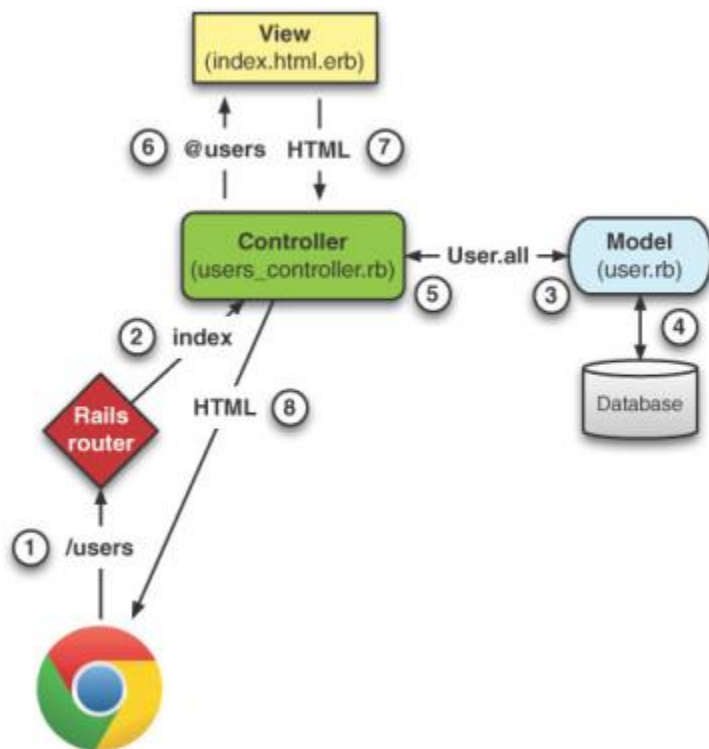 View
(index.html.erb)
6 @users HTML 7
Controller
(users_controller.rb)
User.all
Model
(user.rb)
5
3
4
2 index
Database
HTML 8
Rails
router
1 /users